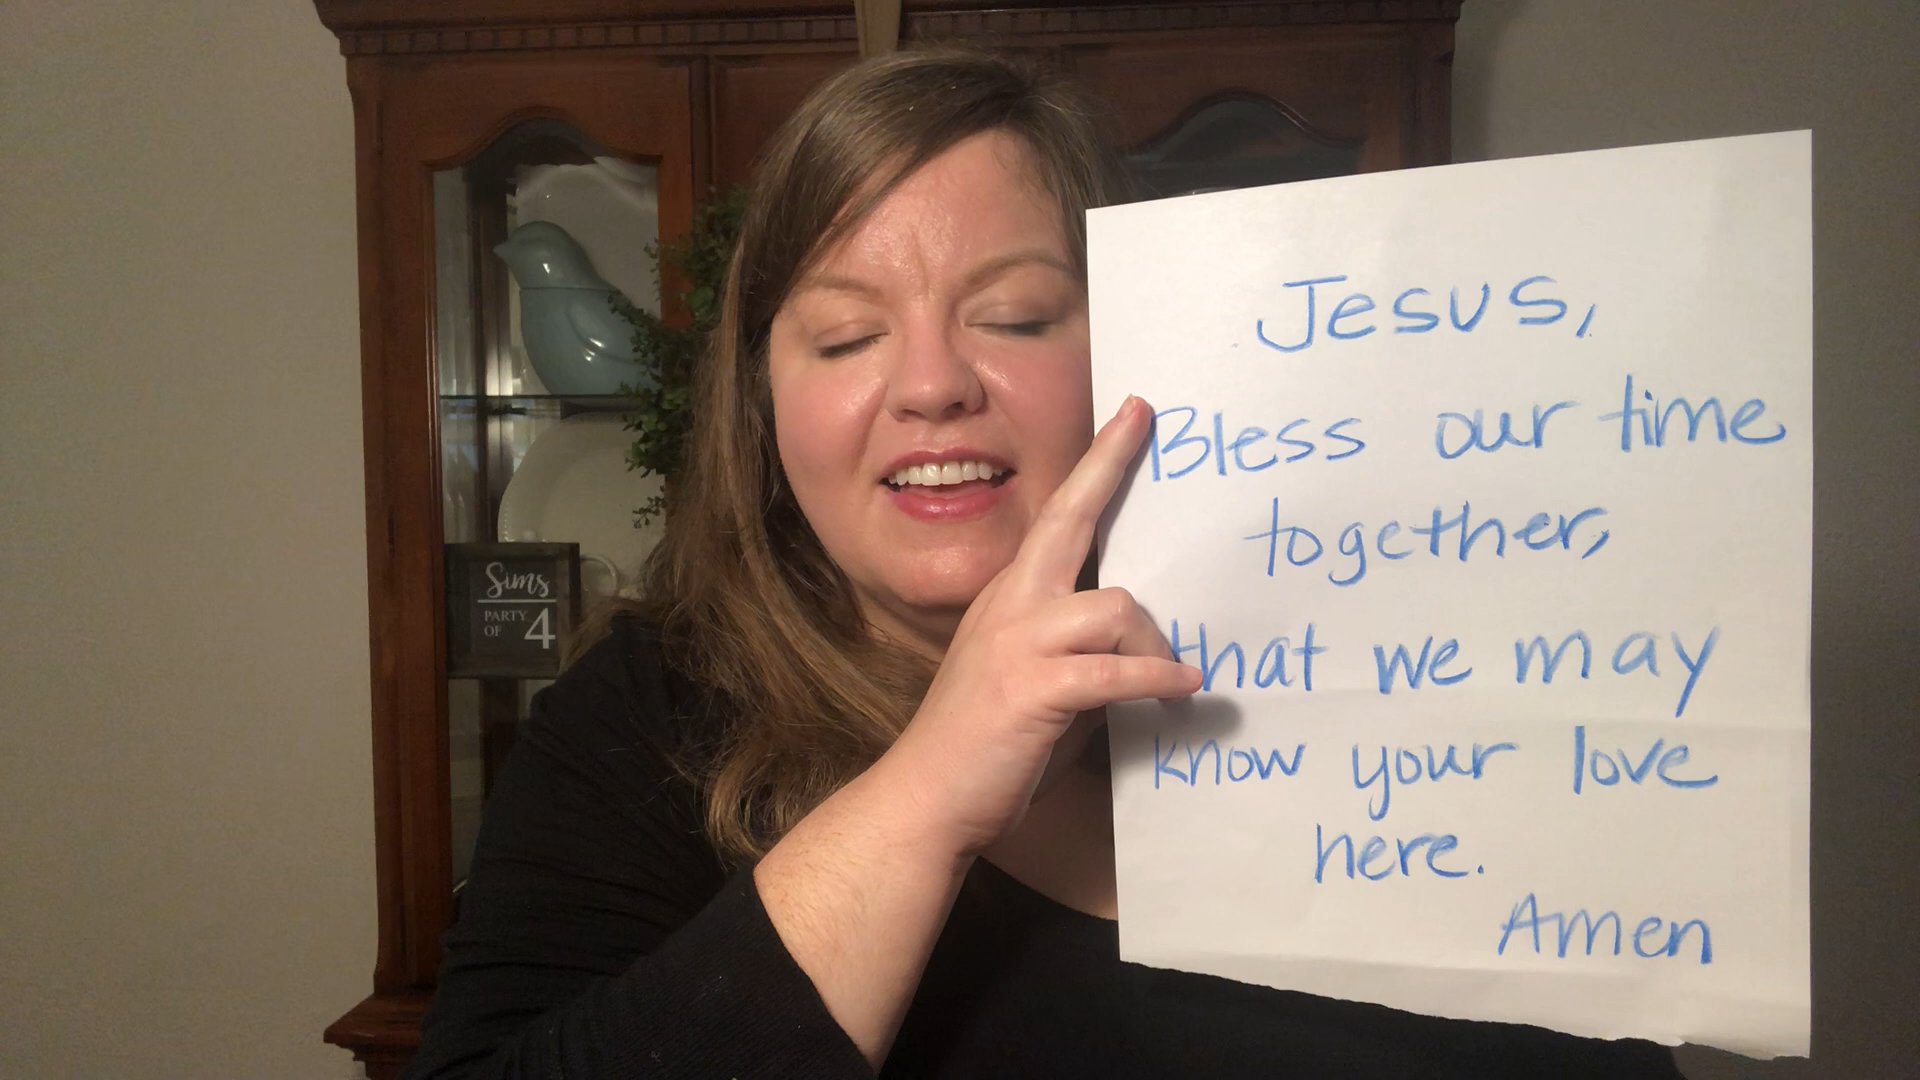 Jesus,
Bless our time
together,
that we may
know your love
here.
Amen
Sims
PARTY OF 4